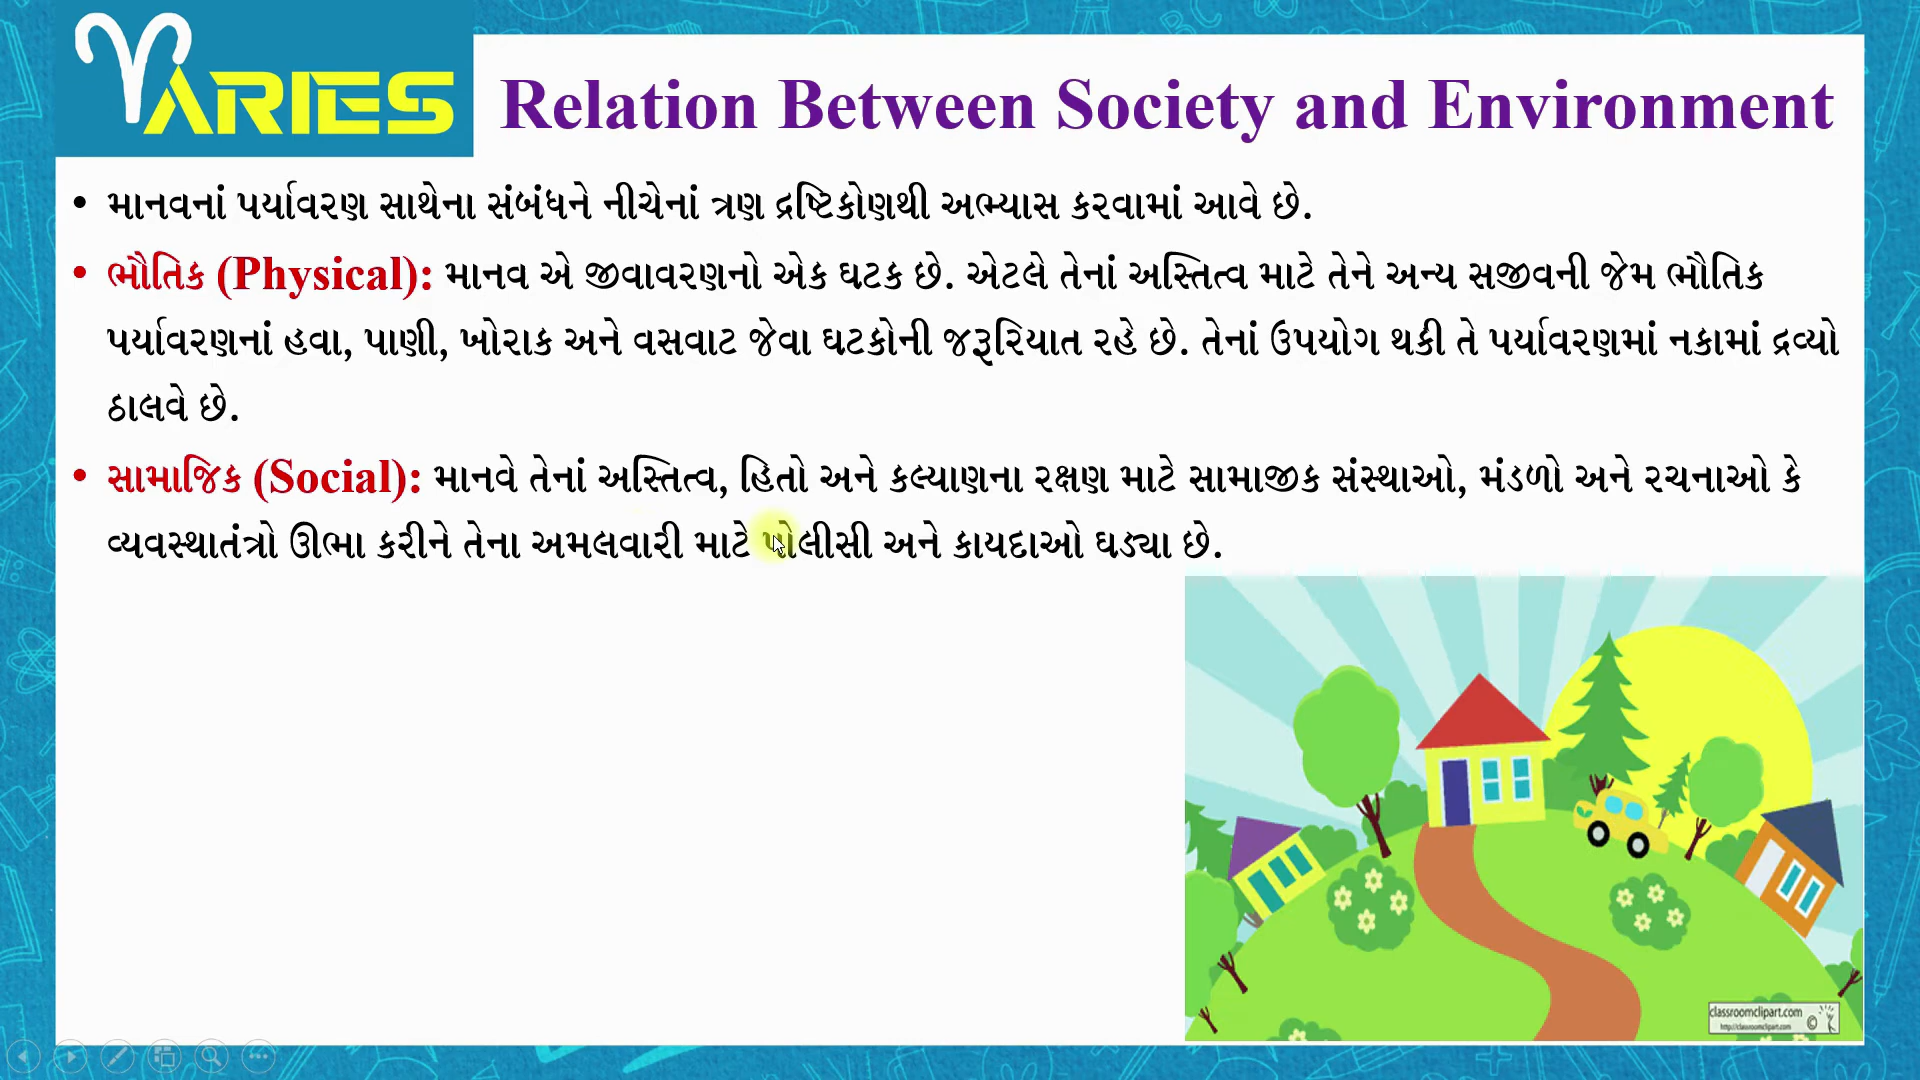 ARIES
Relation Between Society and Environment
• માનવનાં પર્યાવરણ સાથેના સંબંધને નીચેનાં ત્રણ દ્રષ્ટિકોણથી અભ્યાસ કરવામાં આવે છે.
• ભૌતિક (Physical): માનવ એ જીવાવરણનો એક ઘટક છે. એટલે તેનાં અસ્તિત્વ માટે તેને અન્ય સજીવની જેમ ભૌતિક
પર્યાવરણનાં હવા, પાણી, ખોરાક અને વસવાટ જેવા ઘટકોની જરૂરિયાત રહે છે. તેનાં ઉપયોગ થકી તે પર્યાવરણમાં નકામાં દ્રવ્યો
ઠાલવે છે.
• સામાજિક (Social): માનવે તેનાં અસ્તિત્વ, હિતો અને કલ્યાણના રક્ષણ માટે સામાજીક સંસ્થાઓ, મંડળો અને રચનાઓ કે
વ્યવસ્થાતંત્રો ઊભા કરીને તેના અમલવારી માટે પોલીસી અને કાયદાઓ ઘડ્યા છે.
classroomclipart.com ©
http://classroomclipart.com